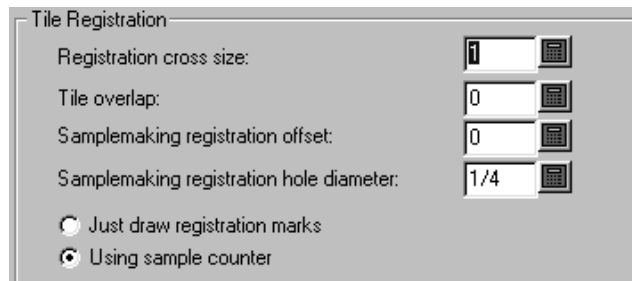 Tile Registration
Registration cross size: 1
Tile overlap: 0
Samplemaking registration offset: 0
Samplemaking registration hole diameter: 1/4
Just draw registration marks
Using sample counter